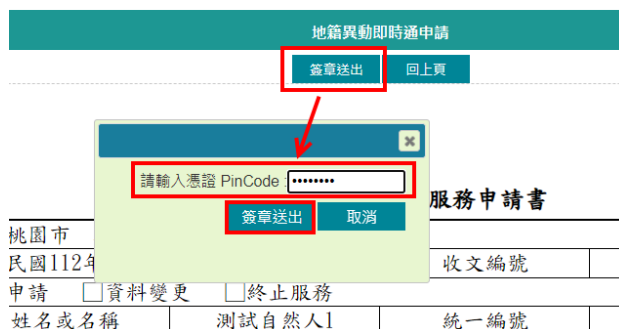 地籍異動即時通申請
簽章送出 回上頁
請輸入憑證 PinCode : ••••••••
簽章送出 取消
服務申請書
桃園市
民國112年
收文編號
申請 □資料變更 □終止服務
姓名或名稱 測試自然人1 統一編號